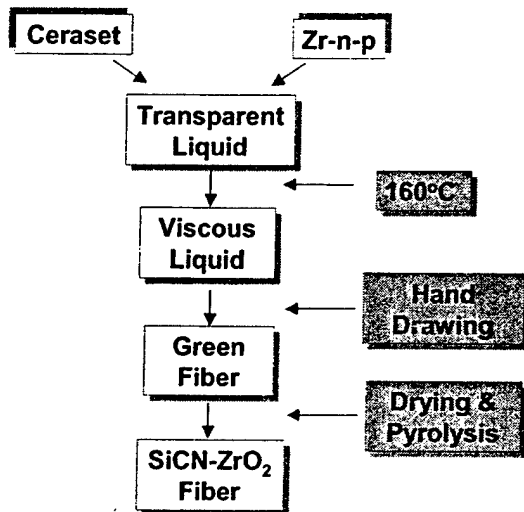 Ceraset
Zr-n-p
Transparent
Liquid
160°C
Viscous
Liquid
Hand
Drawing
Green
Fiber
Drying &
Pyrolysis
SiCN-ZrO₂
Fiber